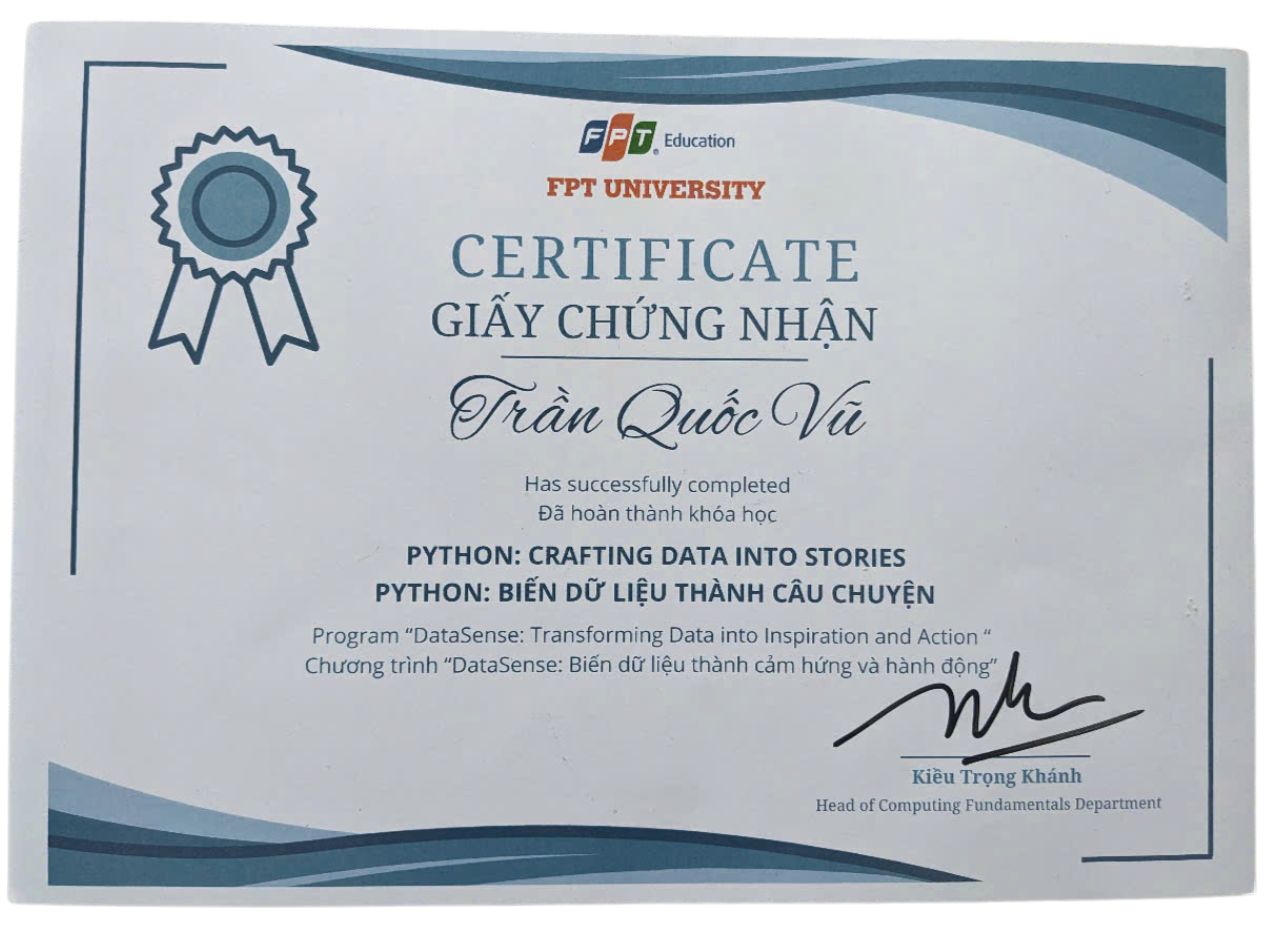 FPT Education
FPT UNIVERSITY
CERTIFICATE
GIẤY CHỨNG NHẬN
Trần Quốc Vũ
Has successfully completed
Đã hoàn thành khóa học
PYTHON: CRAFTING DATA INTO STORIES
PYTHON: BIẾN DỮ LIỆU THÀNH CÂU CHUYỆN
Program “DataSense: Transforming Data into Inspiration and Action “
Chương trình “DataSense: Biến dữ liệu thành cảm hứng và hành động”
Kiều Trọng Khánh
Head of Computing Fundamentals Department